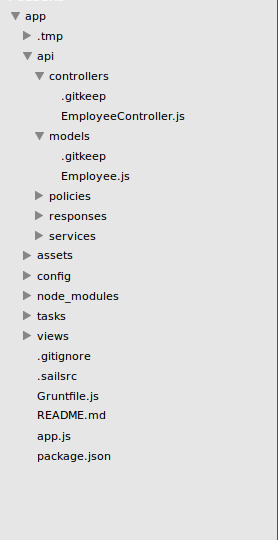 app
.tmp
api
controllers
.gitkeep
EmployeeController.js
models
.gitkeep
Employee.js
policies
responses
services
assets
config
node_modules
tasks
views
.gitignore
.sailsrc
Gruntfile.js
README.md
app.js
package.json